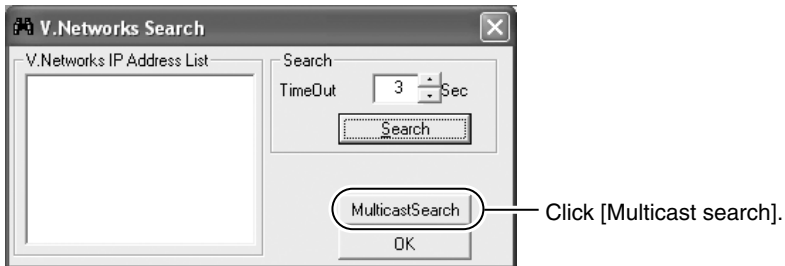 V.Networks Search
V.Networks IP Address List
Search
TimeOut 3 Sec
Search
MulticastSearch
Click [Multicast search].
OK